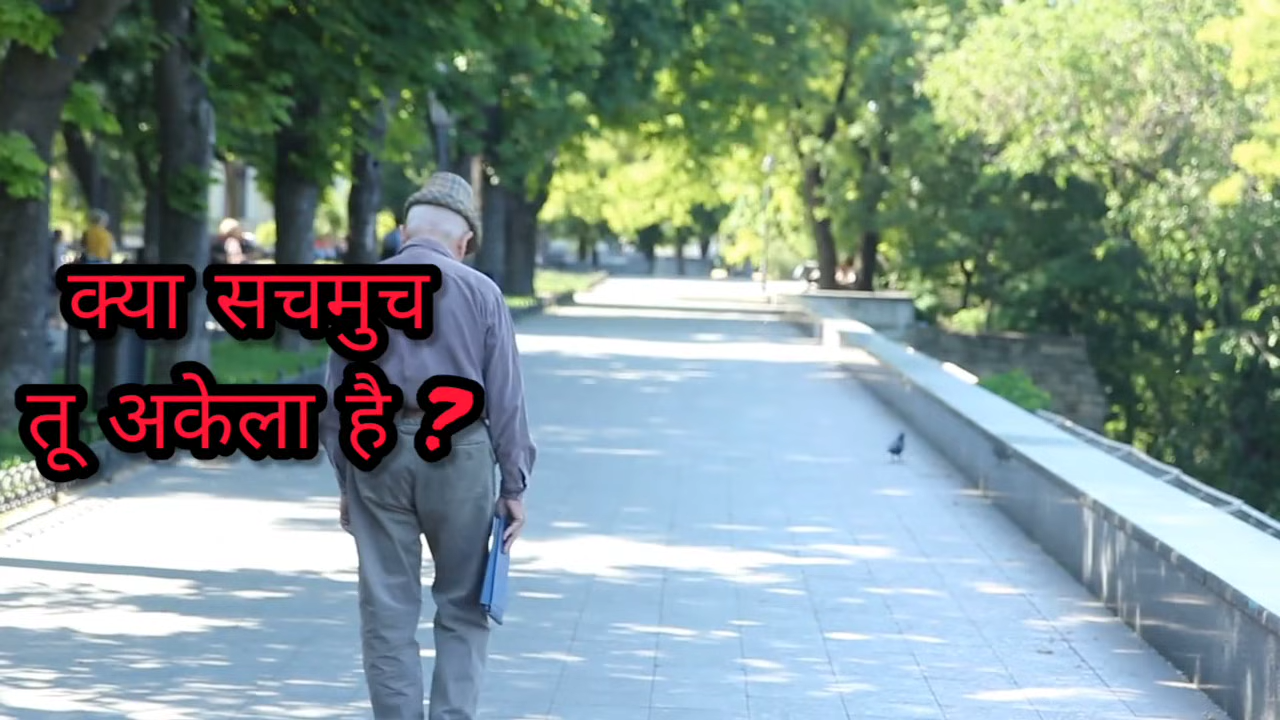 क्या सचमुच
तू अकेला है ?